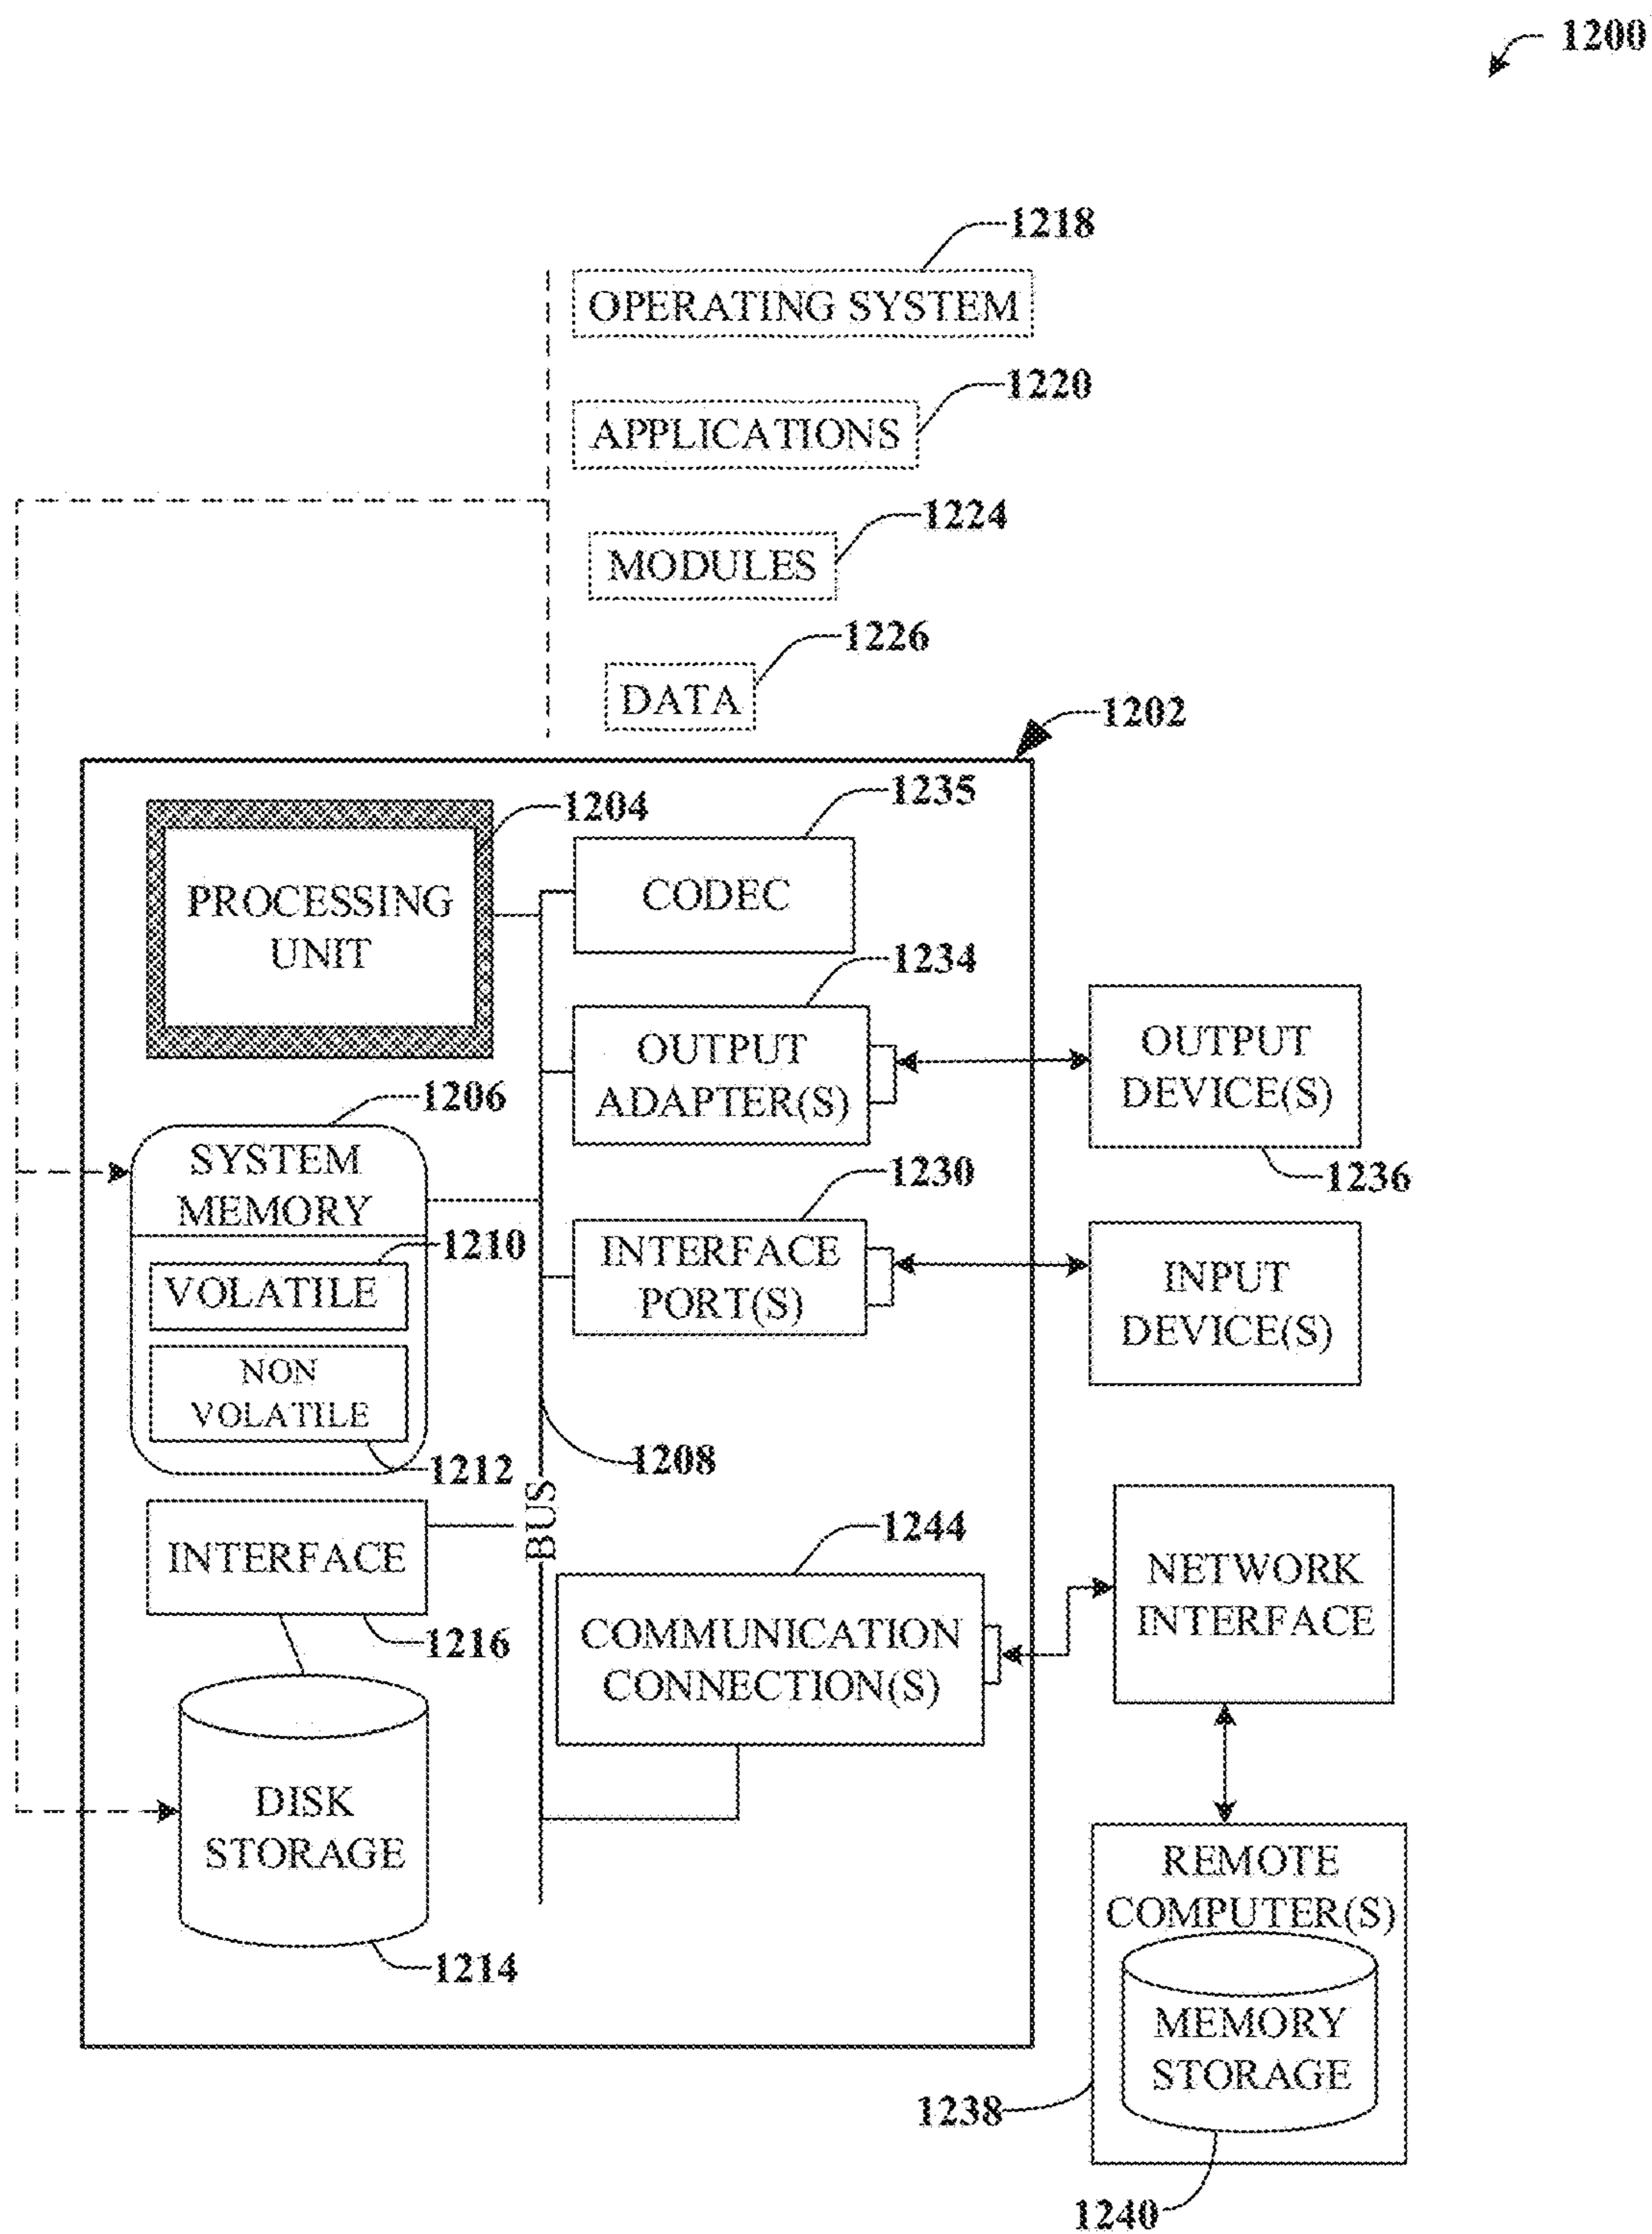 1200
1218
OPERATING SYSTEM
1220
APPLICATIONS
1224
MODULES
1226
DATA
1202
1204
PROCESSING
UNIT
1235
CODEC
1234
OUTPUT
ADAPTER(S)
OUTPUT
DEVICE(S)
1236
1206
SYSTEM
MEMORY
1210
VOLATILE
NON
VOLATILE
1212
1230
INTERFACE
PORT(S)
INPUT
DEVICE(S)
1208
BUS
INTERFACE
1216
1244
COMMUNICATION
CONNECTION(S)
NETWORK
INTERFACE
DISK
STORAGE
1214
REMOTE
COMPUTER(S)
MEMORY
STORAGE
1238
1240